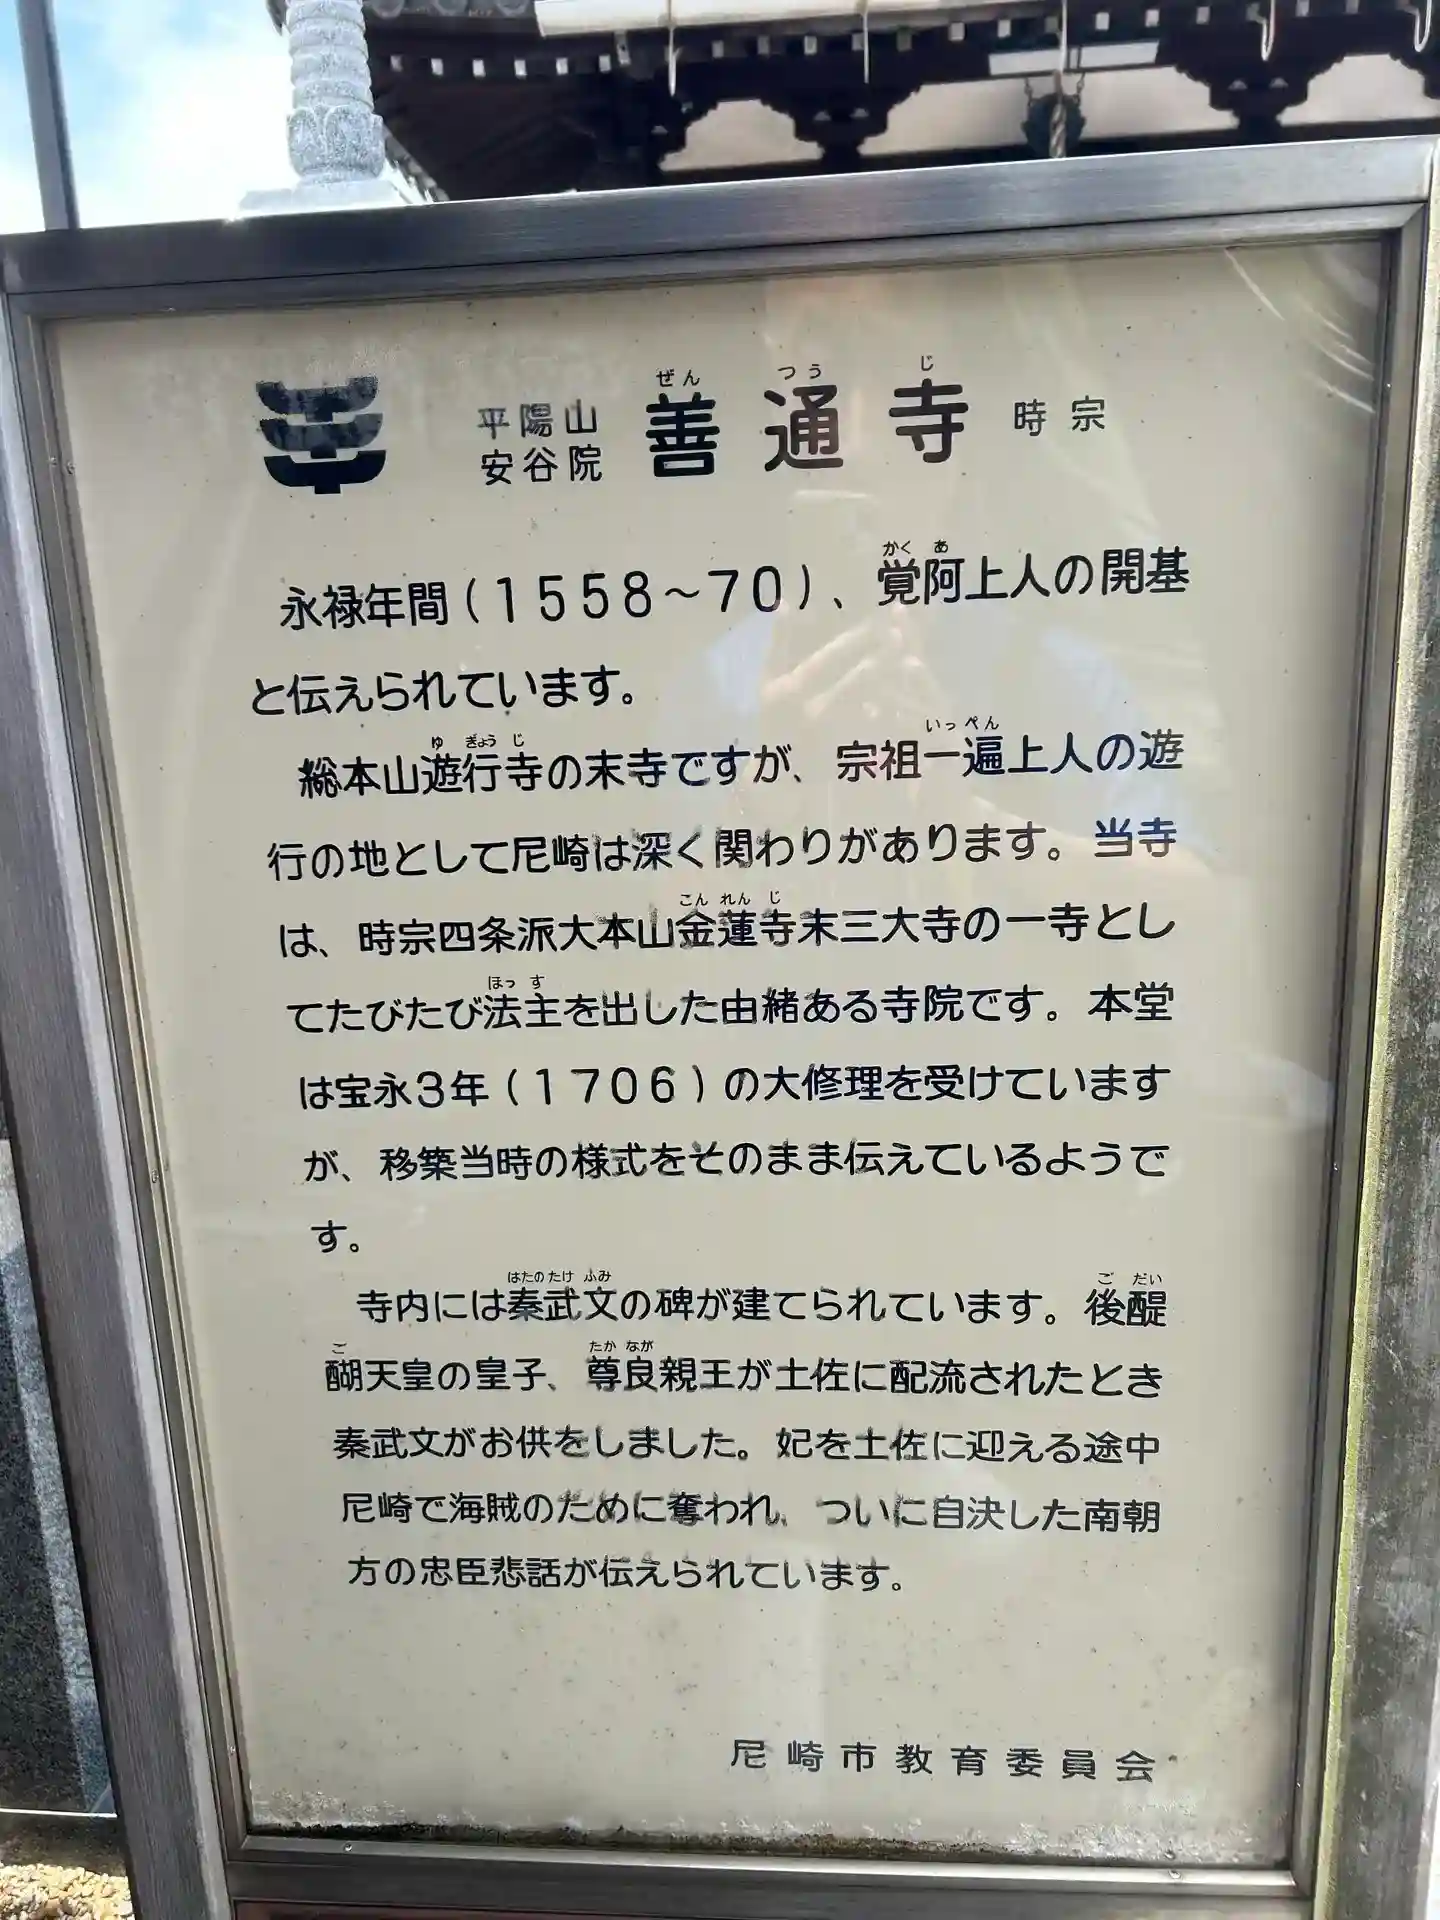 平陽山
安谷院
善通寺 時宗
ぜん つう じ
永禄年間(1558～70)、覚阿上人の開基
かく あ
と伝えられています。
総本山遊行寺の末寺ですが、宗祖一遍上人の遊
ゆ ぎょう じ いっぺん
行の地として尼崎は深く関わりがあります。当寺
は、時宗四条派大本山金蓮寺末三大寺の一寺とし
こん れん じ
てたびたび法主を出した由緒ある寺院です。本堂
ほっ す
は宝永3年(1706)の大修理を受けています
が、移築当時の様式をそのまま伝えているようで
す。
寺内には秦武文の碑が建てられています。後醍
はたのたけ ふみ ご だい
醐天皇の皇子、尊良親王が土佐に配流されたとき
ご たか なが
秦武文がお供をしました。妃を土佐に迎える途中
尼崎で海賊のために奪われ、ついに自決した南朝
方の忠臣悲話が伝えられています。
尼崎市教育委員会